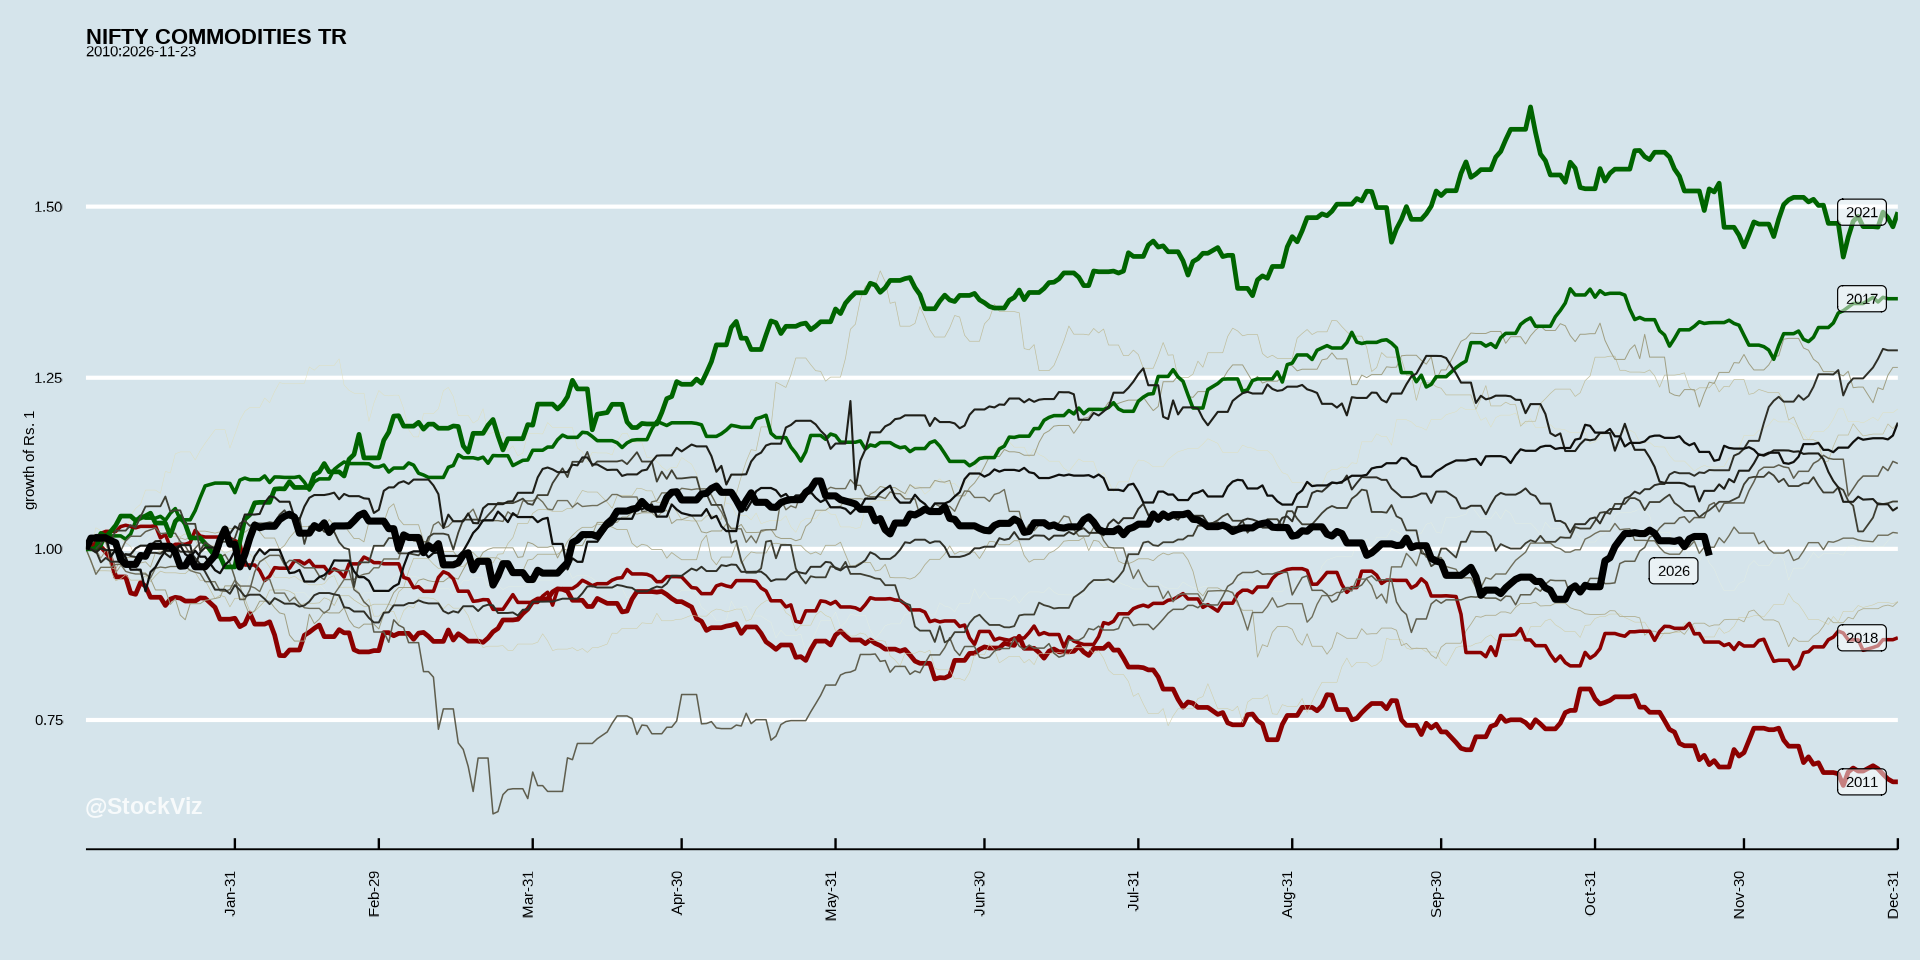 NIFTY COMMODITIES TR
2010:2026-11-23
growth of Rs. 1
1.50
1.25
1.00
0.75
2021
2017
2026
2018
2011
@StockViz
Jan-31
Feb-29
Mar-31
Apr-30
May-31
Jun-30
Jul-31
Aug-31
Sep-30
Oct-31
Nov-30
Dec-31